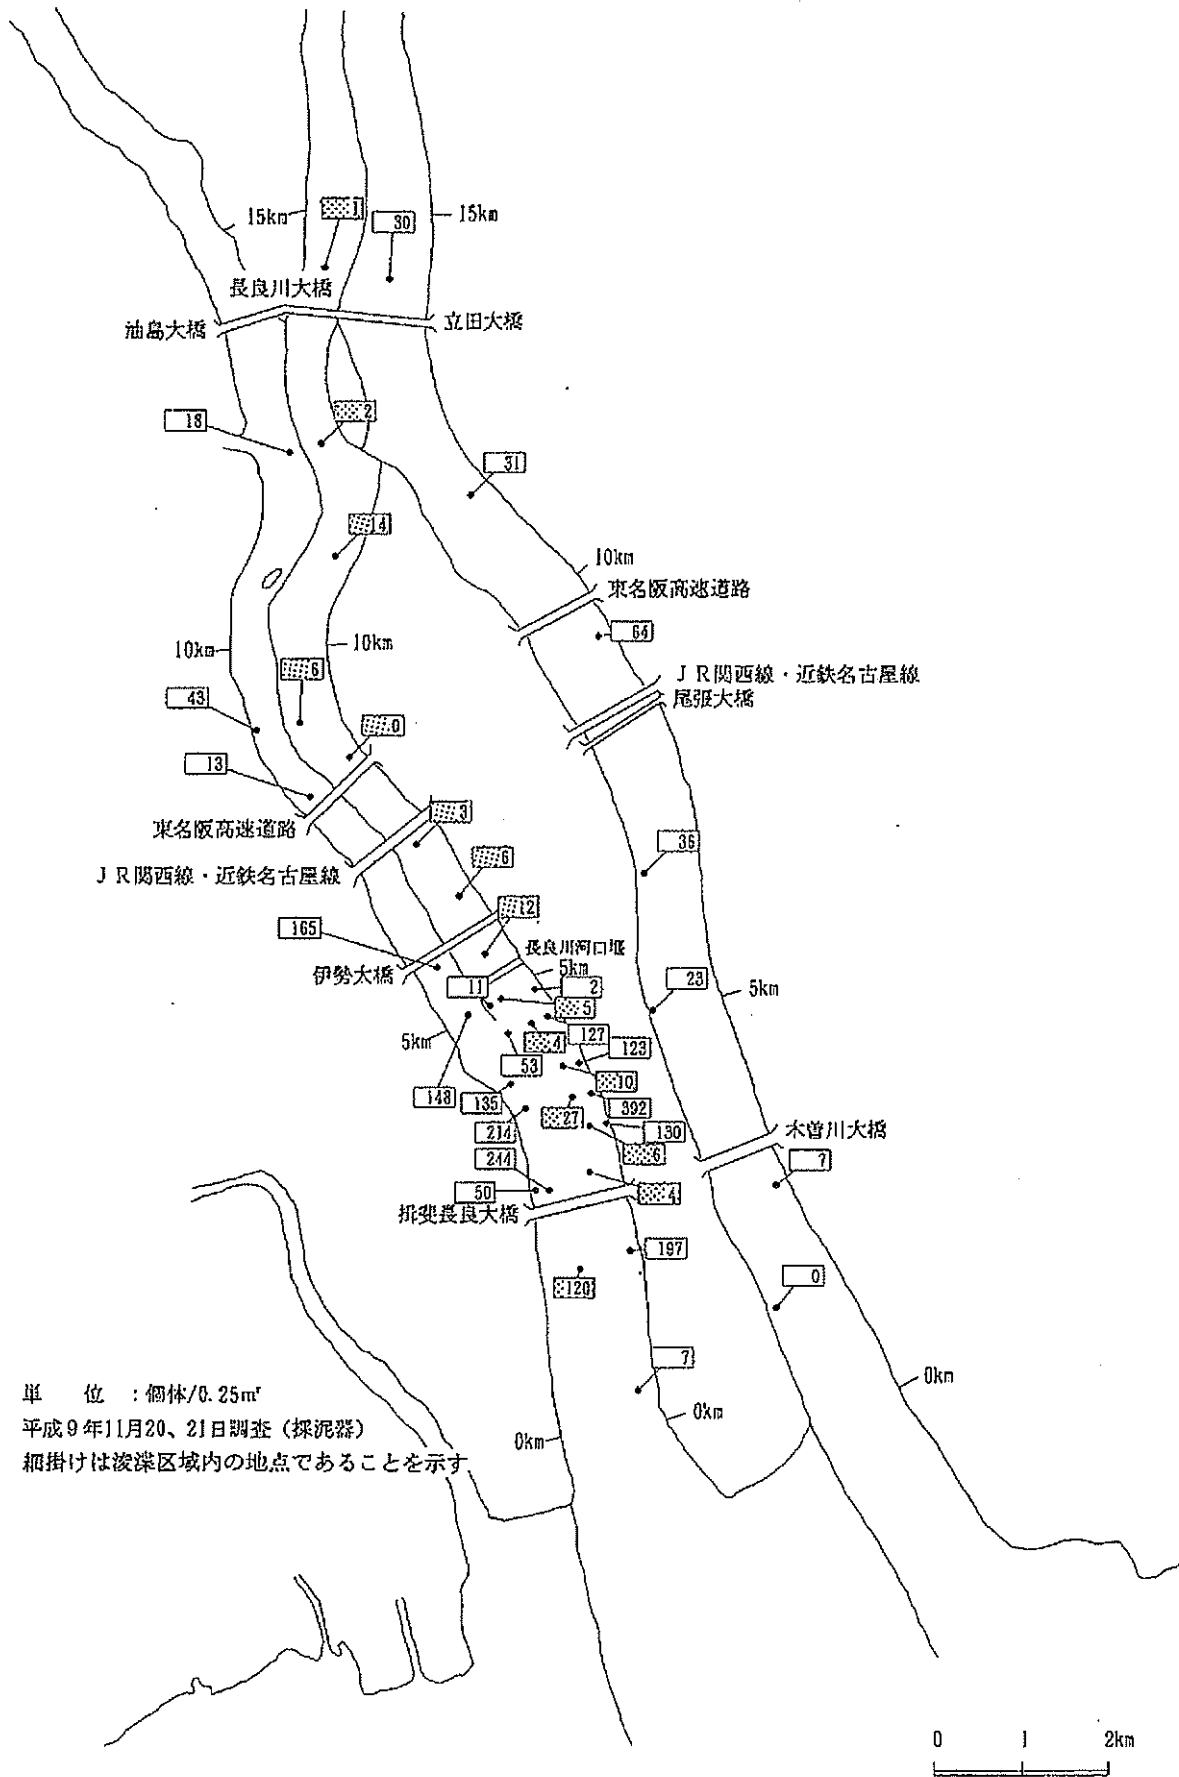 15km
1
30
15km
長良川大橋
油島大橋
立田大橋
18
2
31
14
10km
東名阪高速道路
64
10km
10km
6
JR関西線・近鉄名古屋線
尾張大橋
43
0
13
東名阪高速道路
3
36
JR関西線・近鉄名古屋線
6
165
12
長良川河口堰
伊勢大橋
5km
11
2
23
5km
5
5km
127
4
123
53
10
148
135
392
27
214
130
木曽川大橋
6
244
7
50
4
揖斐長良大橋
197
120
0
7
0km
0km
0km
単 位 : 個体/0.25㎡
平成9年11月20、21日調査 (採泥器)
網掛けは浚渫区域内の地点であることを示す
0 1 2km